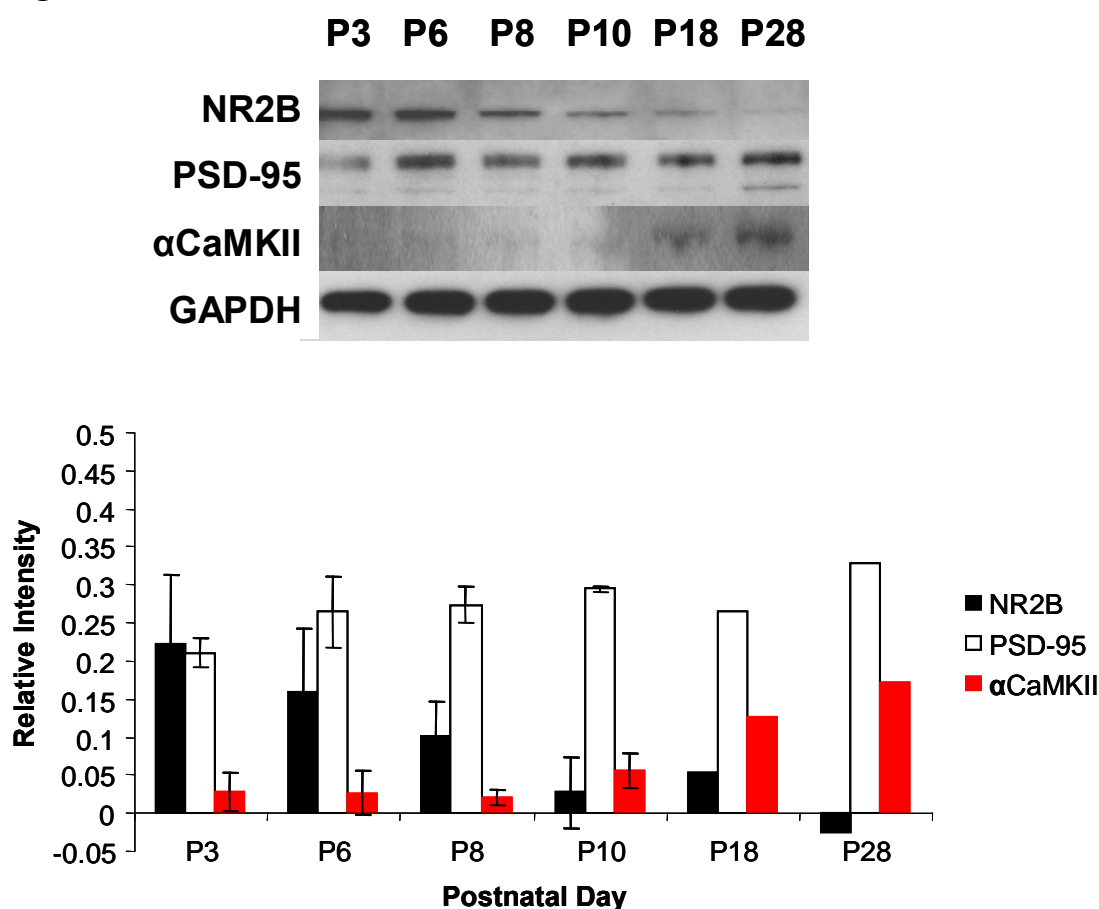 P3 P6 P8 P10 P18 P28
NR2B
PSD-95
αCaMKII
GAPDH
0.5
0.45
0.4
0.35
0.3
0.25
0.2
0.15
0.1
0.05
0
-0.05
Relative Intensity
P3 P6 P8 P10 P18 P28
Postnatal Day
NR2B
PSD-95
αCaMKII